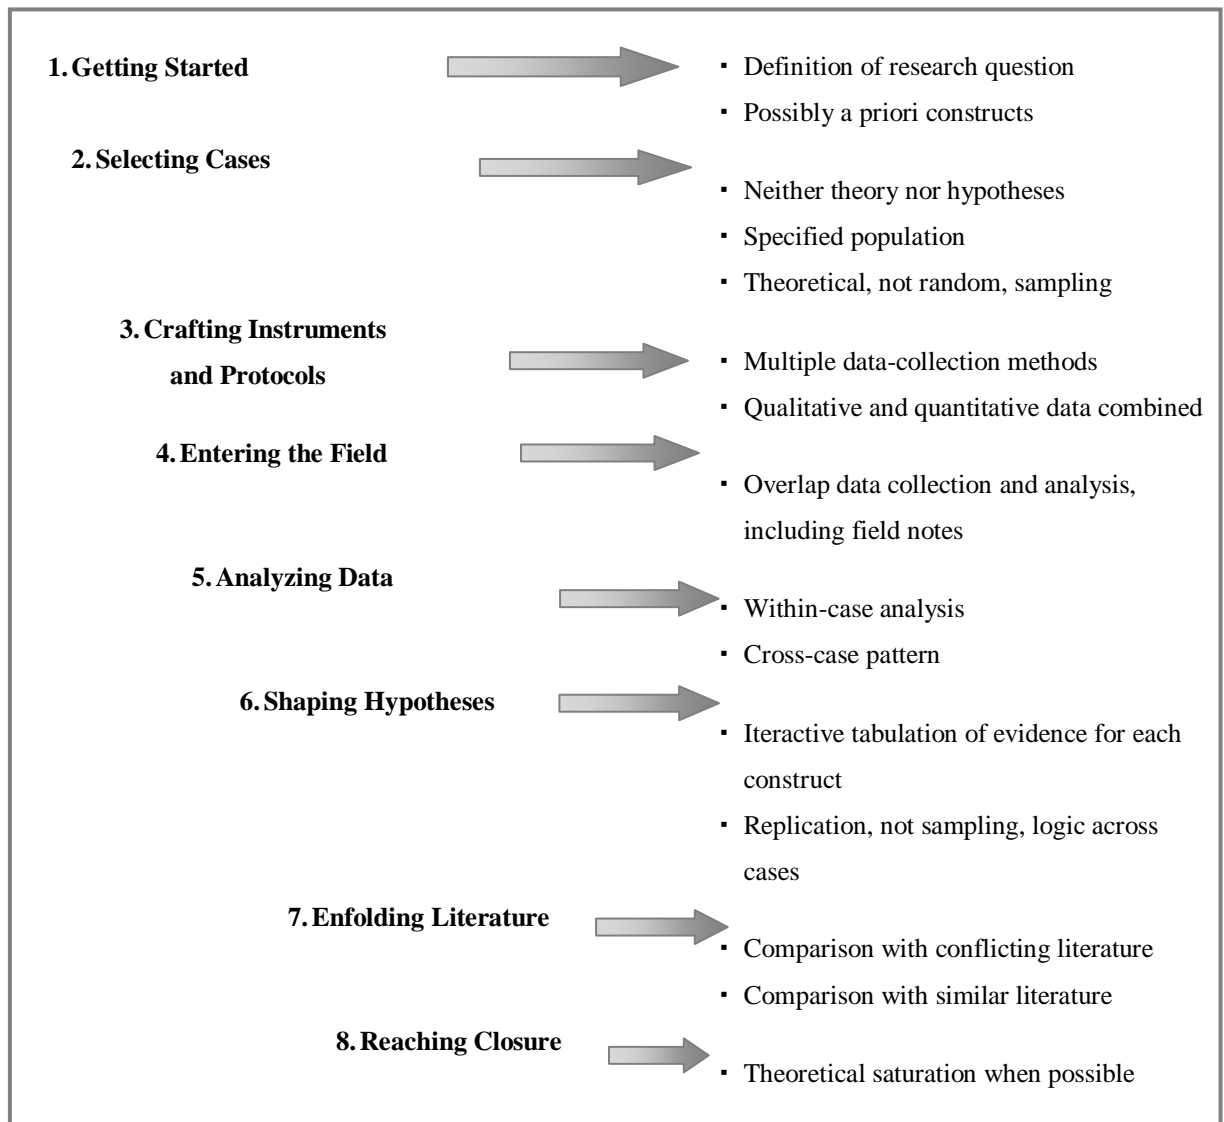 1. Getting Started
▪ Definition of research question
▪ Possibly a priori constructs
2. Selecting Cases
▪ Neither theory nor hypotheses
▪ Specified population
▪ Theoretical, not random, sampling
3. Crafting Instruments
and Protocols
▪ Multiple data-collection methods
▪ Qualitative and quantitative data combined
4. Entering the Field
▪ Overlap data collection and analysis,
including field notes
5. Analyzing Data
▪ Within-case analysis
▪ Cross-case pattern
6. Shaping Hypotheses
▪ Iteractive tabulation of evidence for each
construct
▪ Replication, not sampling, logic across
cases
7. Enfolding Literature
▪ Comparison with conflicting literature
▪ Comparison with similar literature
8. Reaching Closure
▪ Theoretical saturation when possible